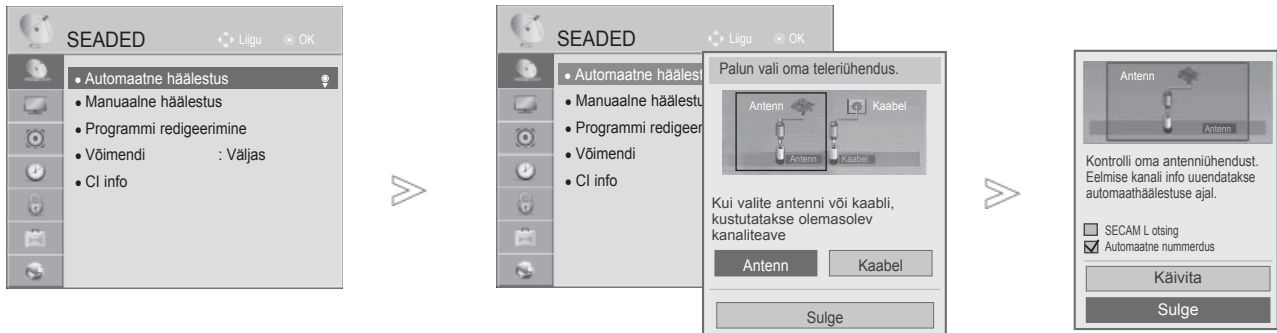 SEADED
Liigu
OK
• Automaatne häälestus
• Manuaalne häälestus
• Programmi redigeerimine
• Võimendi : Väljas
• CI info
SEADED
Liigu
OK
• Automaatne häälest
• Manuaalne häälestu
• Programmi redigeer
• Võimendi
• CI info
Palun vali oma teleriühendus.
Antenn
Kaabel
Antenn
Kaabel
Kui valite antenni või kaabli,
kustutatakse olemasolev
kanaliteave
Antenn
Kaabel
Sulge
Antenn
Antenn
Kontrolli oma antenniühendust.
Eelmise kanali info uuendatakse
automaathäälestuse ajal.
SECAM L otsing
Automaatne nummerdus
Käivita
Sulge